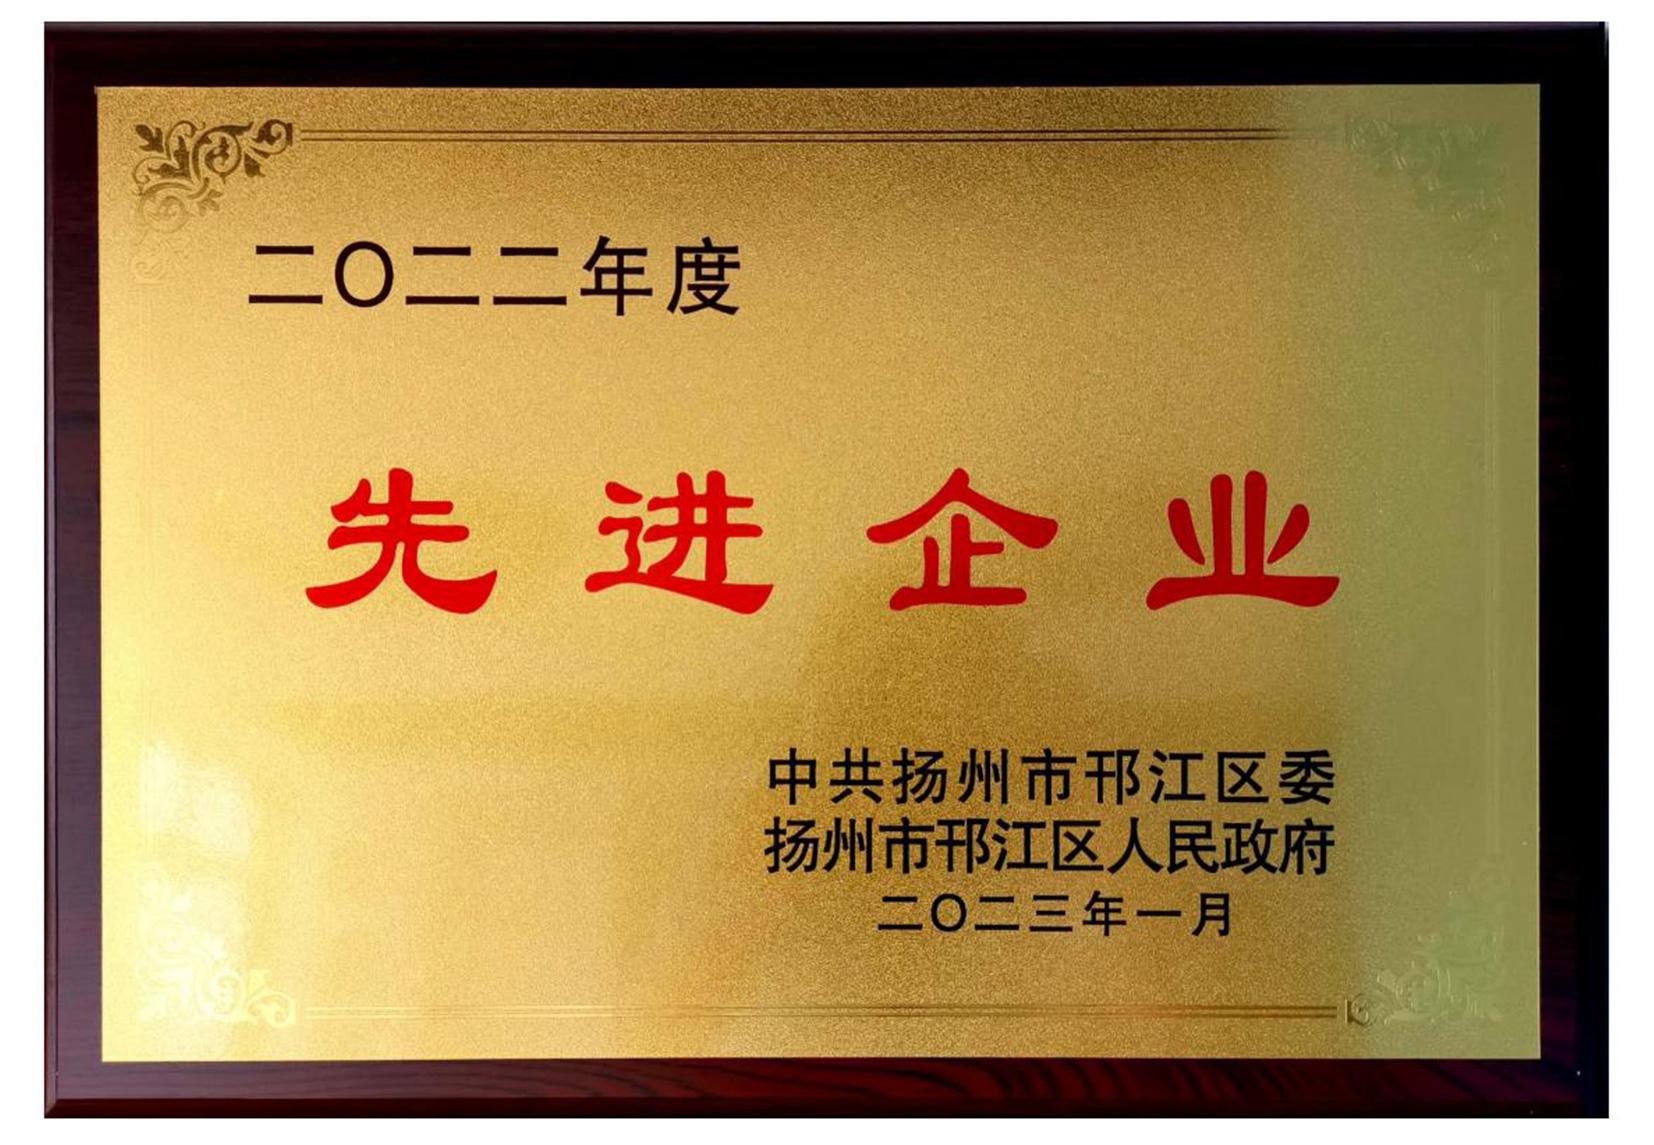 二〇二二年度
先进企业
中共扬州市邗江区委
扬州市邗江区人民政府
二〇二三年一月